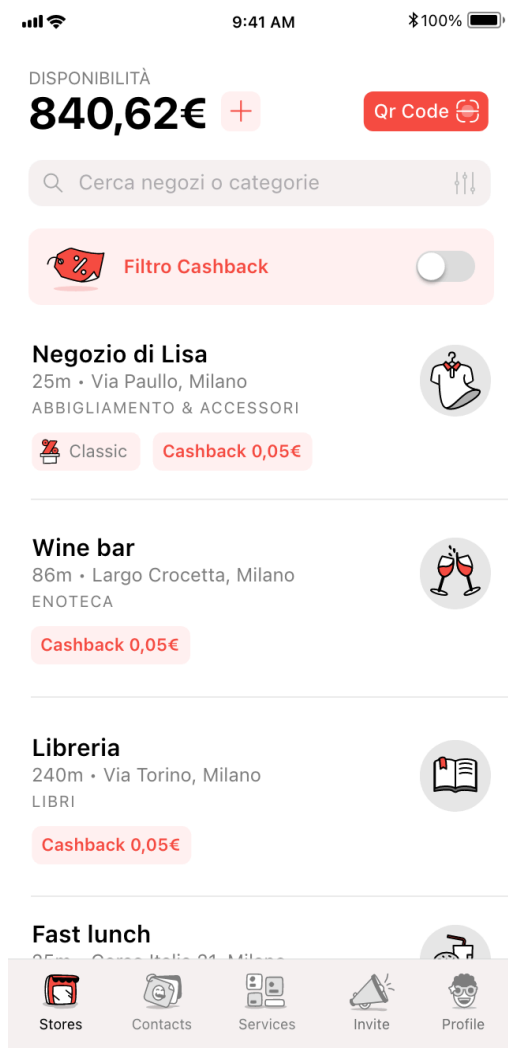 9:41 AM
100%
DISPONIBILITÀ
840,62€ +
Qr Code
Cerca negozi o categorie
%
Filtro Cashback
Negozio di Lisa
25m • Via Paullo, Milano
ABBIGLIAMENTO & ACCESSORI
% Classic
Cashback 0,05€
Wine bar
86m • Largo Crocetta, Milano
ENOTECA
Cashback 0,05€
Libreria
240m • Via Torino, Milano
LIBRI
Cashback 0,05€
Fast lunch
Stores
Contacts
Services
Invite
Profile